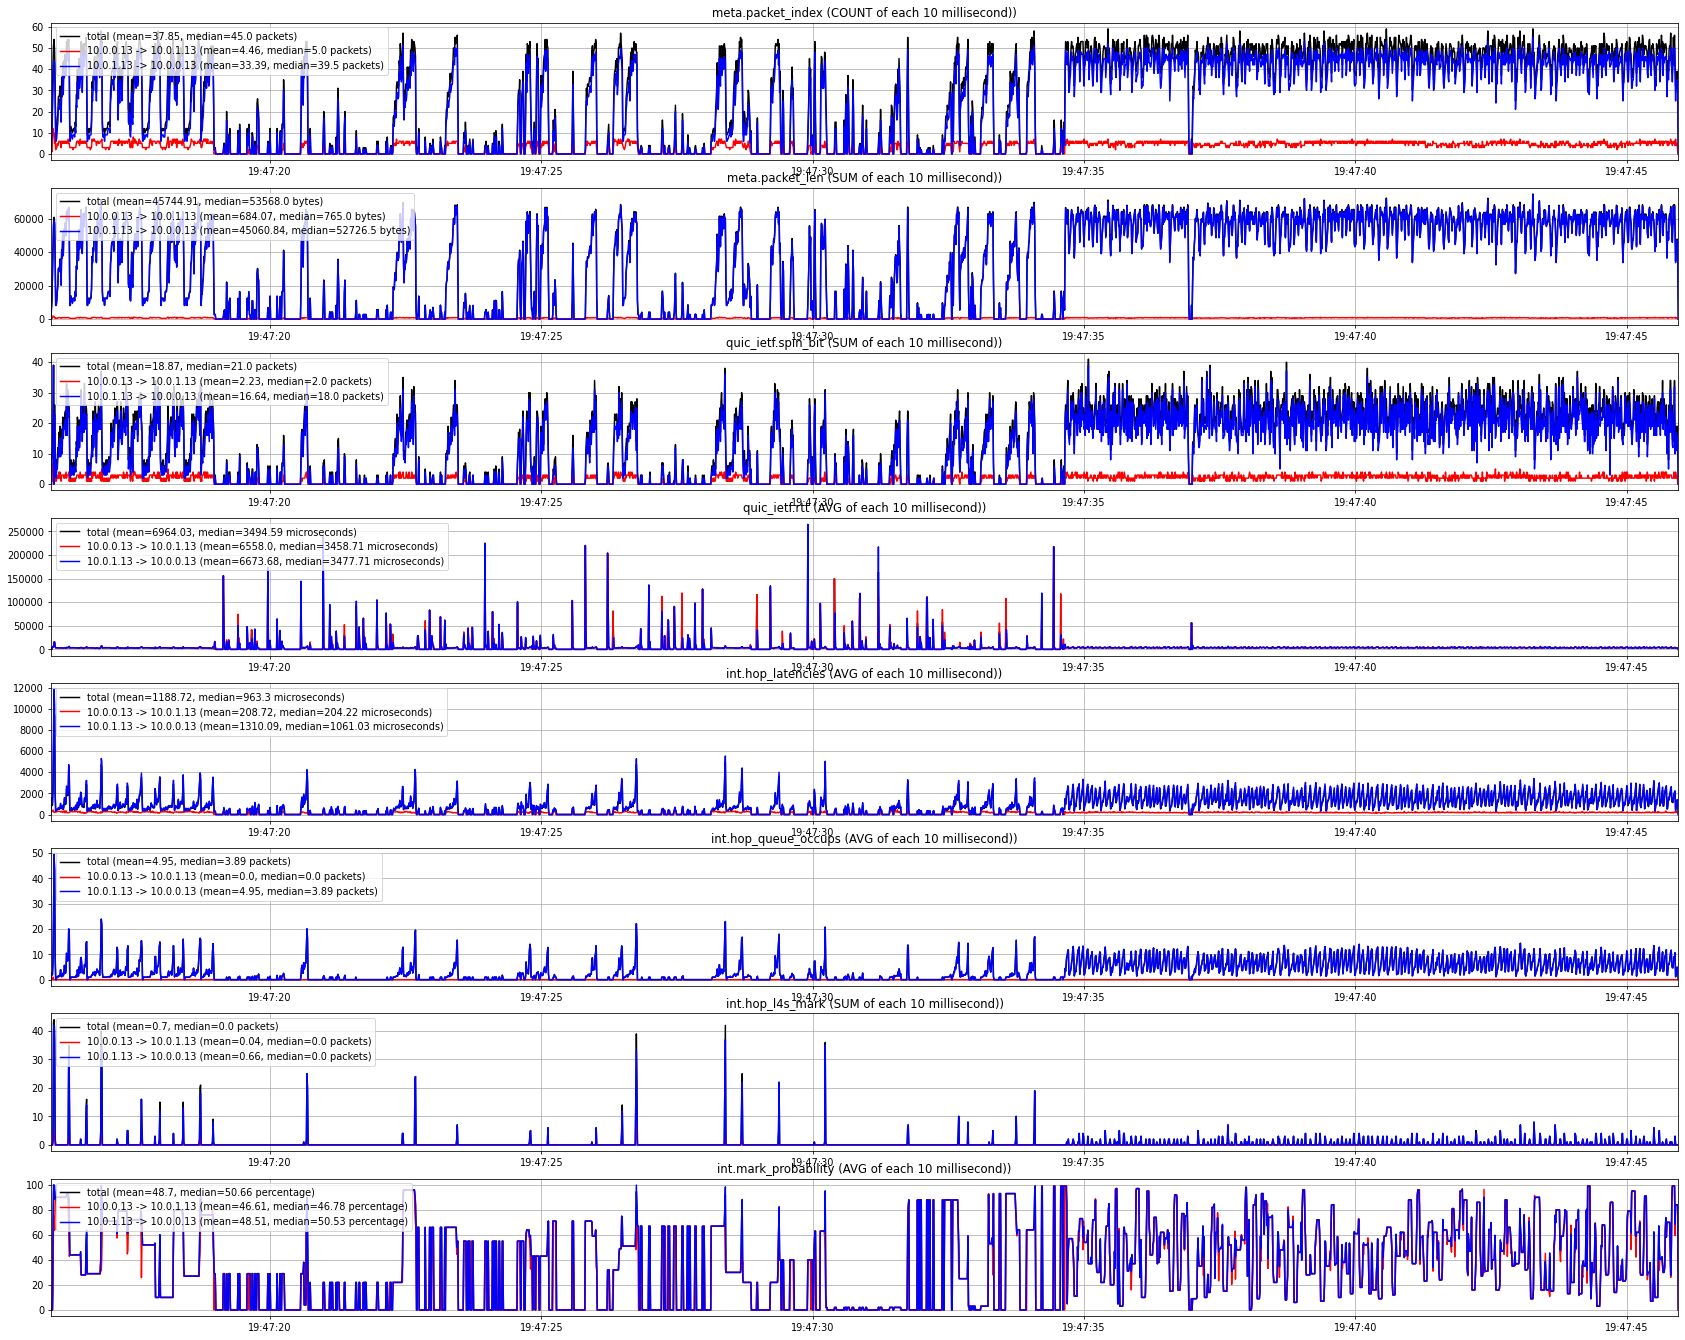 meta.packet_index (COUNT of each 10 millisecond))
60
50
40
30
20
10
0
total (mean=37.85, median=45.0 packets)
10.0.0.13 -> 10.0.1.13 (mean=4.46, median=5.0 packets)
10.0.1.13 -> 10.0.0.13 (mean=33.39, median=39.5 packets)
19:47:20 19:47:25 19:47:30 19:47:35 19:47:40 19:47:45
meta.packet_len (SUM of each 10 millisecond))
60000
40000
20000
0
total (mean=45744.91, median=53568.0 bytes)
10.0.0.13 -> 10.0.1.13 (mean=684.07, median=765.0 bytes)
10.0.1.13 -> 10.0.0.13 (mean=45060.84, median=52726.5 bytes)
19:47:20 19:47:25 19:47:30 19:47:35 19:47:40 19:47:45
quic_ietf.spin_bit (SUM of each 10 millisecond))
40
30
20
10
0
total (mean=18.87, median=21.0 packets)
10.0.0.13 -> 10.0.1.13 (mean=2.23, median=2.0 packets)
10.0.1.13 -> 10.0.0.13 (mean=16.64, median=18.0 packets)
19:47:20 19:47:25 19:47:30 19:47:35 19:47:40 19:47:45
quic_ietf.rtt (AVG of each 10 millisecond))
250000
200000
150000
100000
50000
0
total (mean=6964.03, median=3494.59 microseconds)
10.0.0.13 -> 10.0.1.13 (mean=6558.0, median=3458.71 microseconds)
10.0.1.13 -> 10.0.0.13 (mean=6673.68, median=3477.71 microseconds)
19:47:20 19:47:25 19:47:30 19:47:35 19:47:40 19:47:45
int.hop_latencies (AVG of each 10 millisecond))
12000
10000
8000
6000
4000
2000
0
total (mean=1188.72, median=963.3 microseconds)
10.0.0.13 -> 10.0.1.13 (mean=208.72, median=204.22 microseconds)
10.0.1.13 -> 10.0.0.13 (mean=1310.09, median=1061.03 microseconds)
19:47:20 19:47:25 19:47:30 19:47:35 19:47:40 19:47:45
int.hop_queue_occups (AVG of each 10 millisecond))
50
40
30
20
10
0
total (mean=4.95, median=3.89 packets)
10.0.0.13 -> 10.0.1.13 (mean=0.0, median=0.0 packets)
10.0.1.13 -> 10.0.0.13 (mean=4.95, median=3.89 packets)
19:47:20 19:47:25 19:47:30 19:47:35 19:47:40 19:47:45
int.hop_l4s_mark (SUM of each 10 millisecond))
40
30
20
10
0
total (mean=0.7, median=0.0 packets)
10.0.0.13 -> 10.0.1.13 (mean=0.04, median=0.0 packets)
10.0.1.13 -> 10.0.0.13 (mean=0.66, median=0.0 packets)
19:47:20 19:47:25 19:47:30 19:47:35 19:47:40 19:47:45
int.mark_probability (AVG of each 10 millisecond))
100
80
60
40
20
0
total (mean=48.7, median=50.66 percentage)
10.0.0.13 -> 10.0.1.13 (mean=46.61, median=46.78 percentage)
10.0.1.13 -> 10.0.0.13 (mean=48.51, median=50.53 percentage)
19:47:20 19:47:25 19:47:30 19:47:35 19:47:40 19:47:45